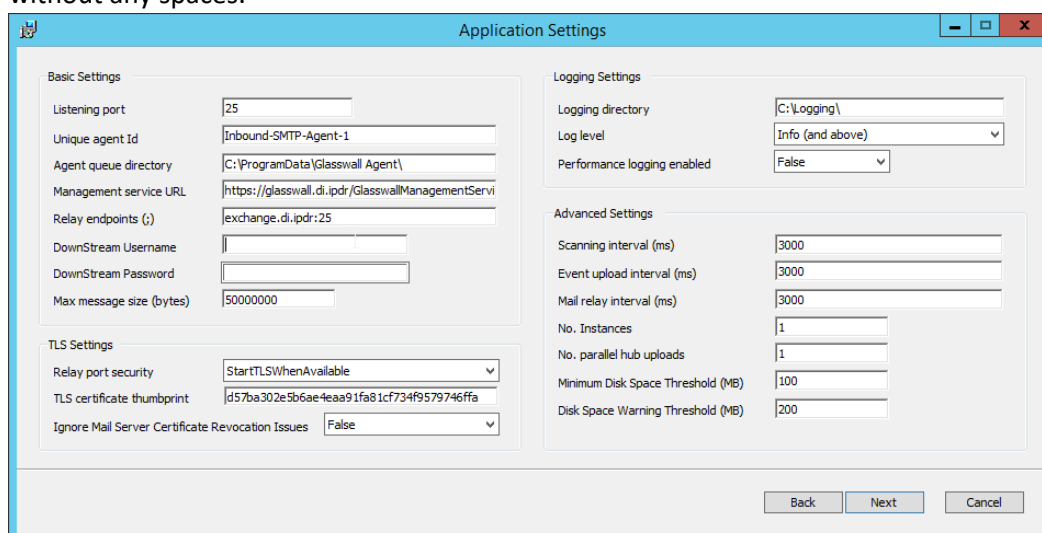 without any spaces.
Application Settings
Basic Settings
Listening port 25
Unique agent Id Inbound-SMTP-Agent-1
Agent queue directory C:\ProgramData\Glasswall Agent\
Management service URL https://glasswall.di.ipdr/GlasswallManagementServi
Relay endpoints (;) exchange.di.ipdr:25
DownStream Username
DownStream Password
Max message size (bytes) 50000000
TLS Settings
Relay port security StartTLSWhenAvailable
TLS certificate thumbprint d57ba302e5b6ae4eaa91fa81cf734f9579746ffa
Ignore Mail Server Certificate Revocation Issues False
Logging Settings
Logging directory C:\Logging\
Log level Info (and above)
Performance logging enabled False
Advanced Settings
Scanning interval (ms) 3000
Event upload interval (ms) 3000
Mail relay interval (ms) 3000
No. Instances 1
No. parallel hub uploads 1
Minimum Disk Space Threshold (MB) 100
Disk Space Warning Threshold (MB) 200
Back Next Cancel